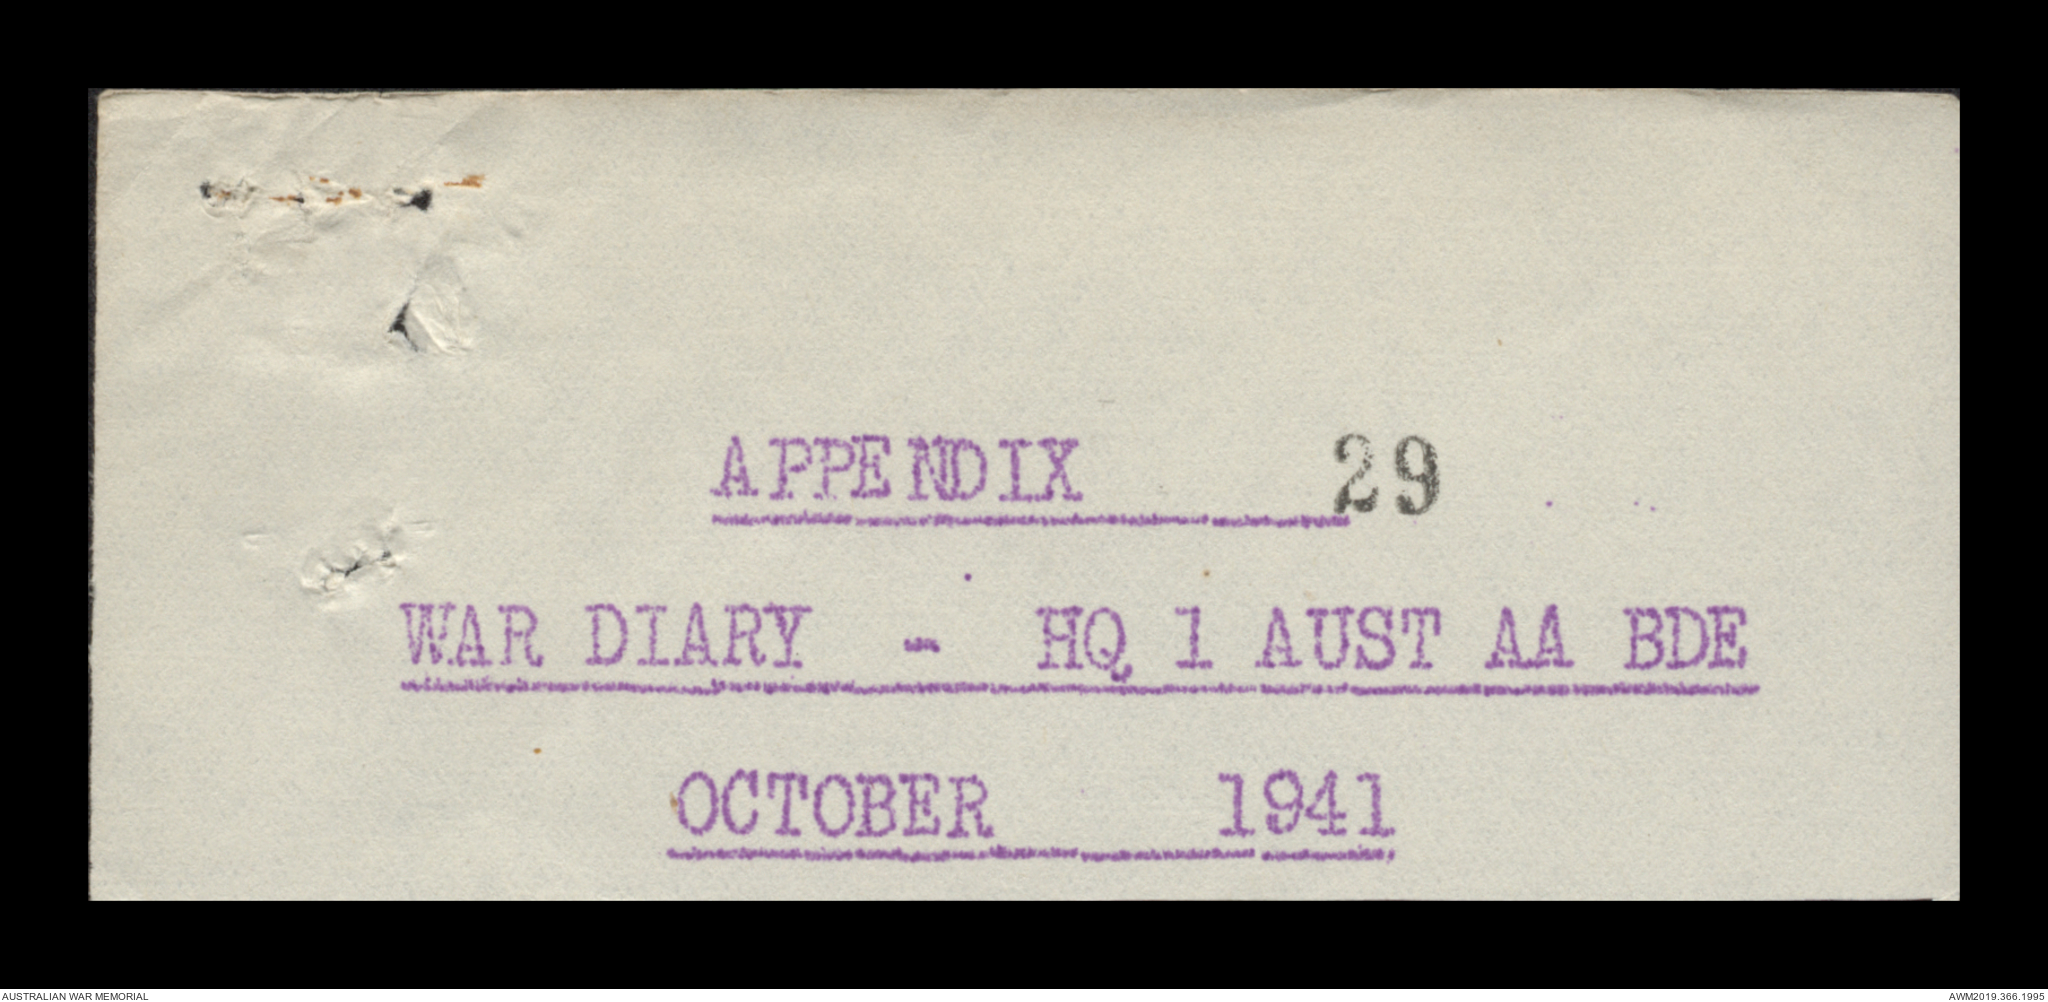 APPENDIX 29
WAR DIARY - HQ 1 AUST AA BDE
OCTOBER 1941
AUSTRALIAN WAR MEMORIAL
AWM2019.366.1995